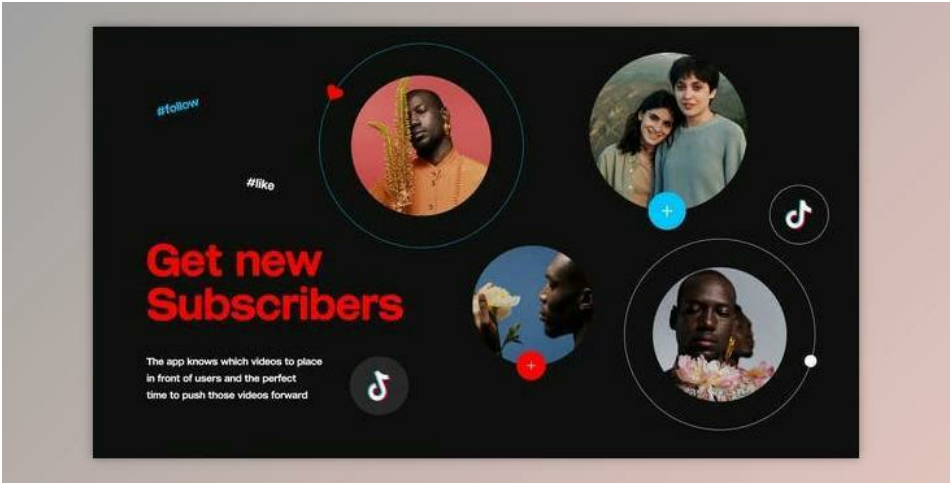 #follow
#like
Get new
Subscribers
The app knows which videos to place
in front of users and the perfect
time to push those videos forward